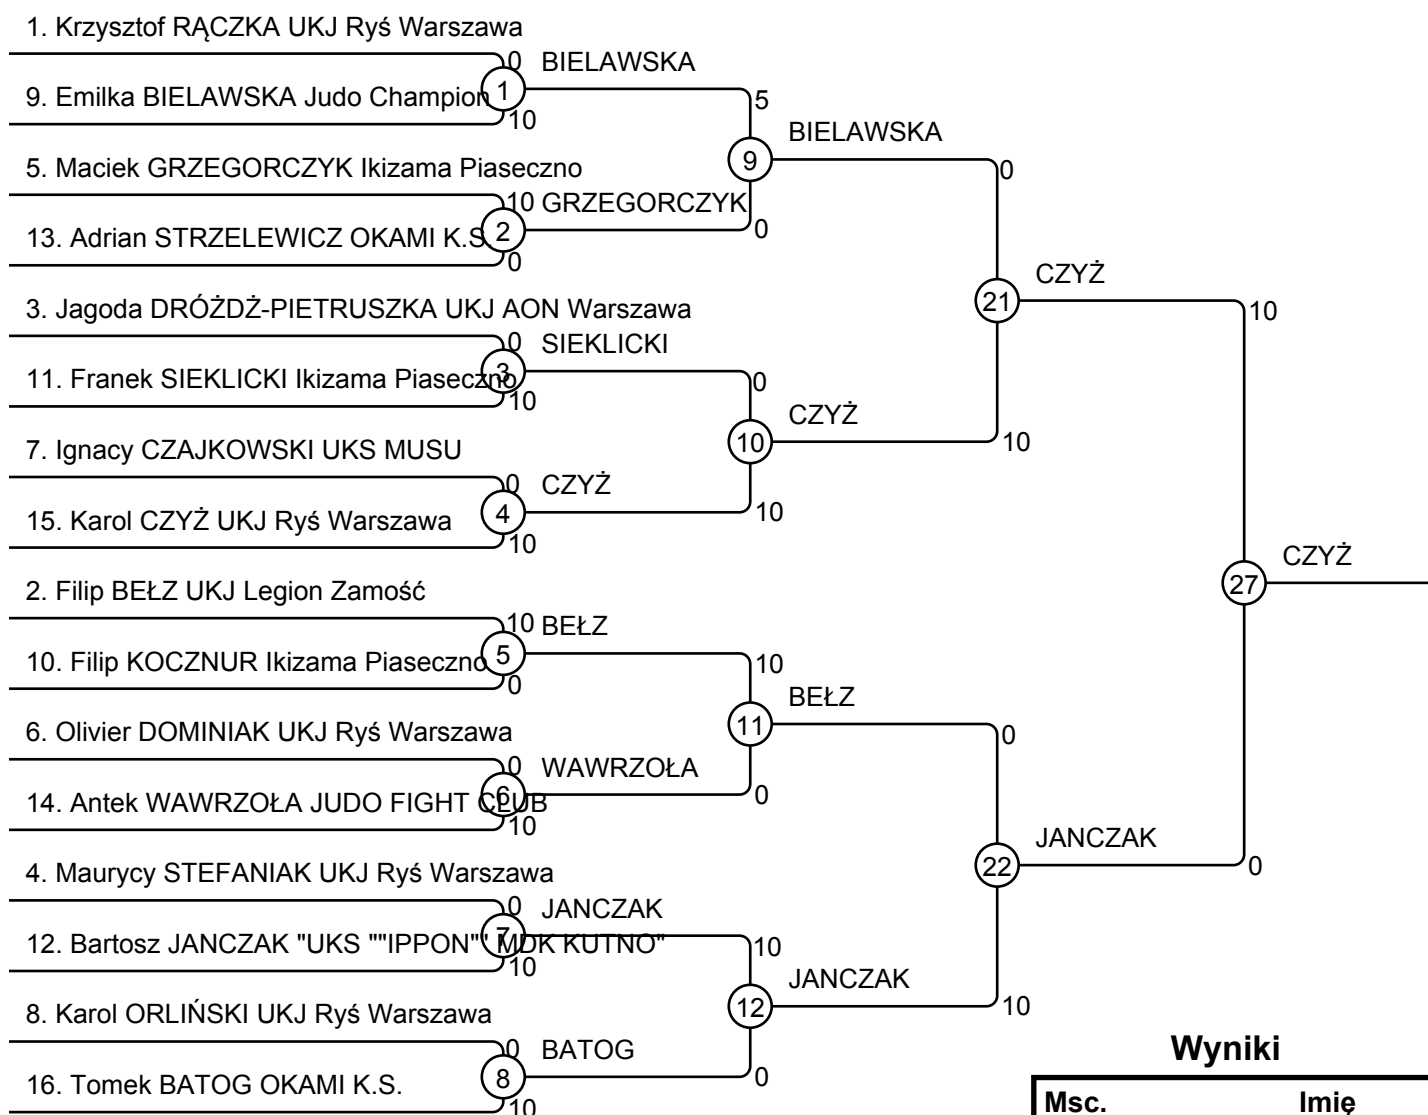 1. Krzysztof RĄCZKA UKJ Ryś Warszawa
0 BIELAWSKA
1
9. Emilka BIELAWSKA Judo Champion
10
5
BIELAWSKA
9
5. Maciek GRZEGORCZYK Ikizama Piaseczno
10 GRZEGORCZYK
2
0
13. Adrian STRZELEWICZ OKAMI K.S.
0
0
CZYŻ
21
10
3. Jagoda DRÓŻDŻ-PIETRUSZKA UKJ AON Warszawa
0 SIEKLICKI
3
11. Franek SIEKLICKI Ikizama Piaseczno
10
0
CZYŻ
10
10
7. Ignacy CZAJKOWSKI UKS MUSU
0 CZYŻ
4
10
15. Karol CZYŻ UKJ Ryś Warszawa
10
CZYŻ
27
2. Filip BEŁZ UKJ Legion Zamość
10 BEŁZ
5
10. Filip KOCZNUR Ikizama Piaseczno
0
10
BEŁZ
11
0
6. Olivier DOMINIAK UKJ Ryś Warszawa
0 WAWRZOŁA
6
0
14. Antek WAWRZOŁA JUDO FIGHT CLUB
10
JANCZAK
22
0
4. Maurycy STEFANIAK UKJ Ryś Warszawa
0 JANCZAK
7
12. Bartosz JANCZAK "UKS ""IPPON"" MDK KUTNO"
10
10
JANCZAK
12
10
8. Karol ORLIŃSKI UKJ Ryś Warszawa
0 BATOG
8
0
16. Tomek BATOG OKAMI K.S.
10
Wyniki
Msc. Imię